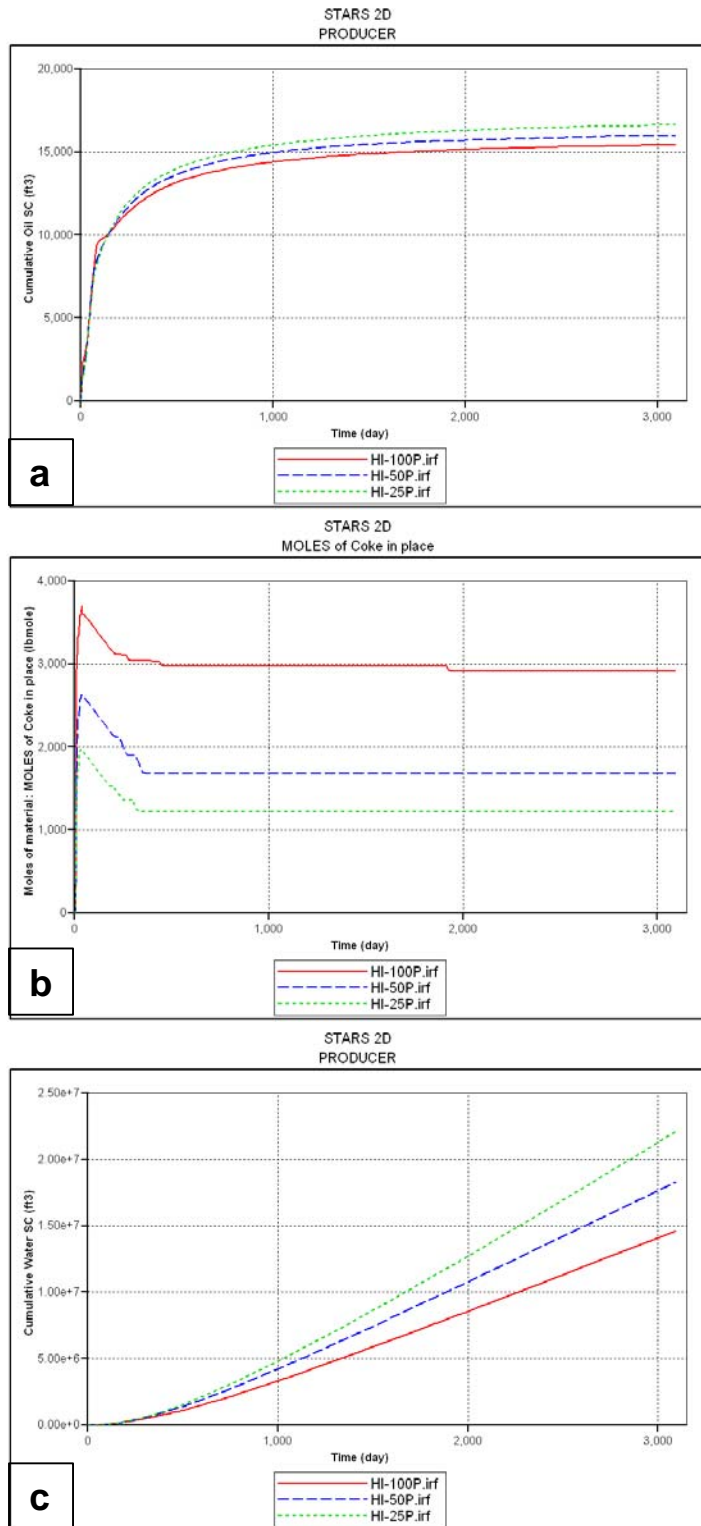 STARS 2D
PRODUCER
20,000
15,000
10,000
5,000
0
Cumulative Oil SC (ft3)
0 1,000 2,000 3,000
Time (day)
HI-100P.irf
HI-50P.irf
HI-25P.irf
a
STARS 2D
MOLES of Coke in place
4,000
3,000
2,000
1,000
0
Moles of material: MOLES of Coke in place (lbmole)
0 1,000 2,000 3,000
Time (day)
HI-100P.irf
HI-50P.irf
HI-25P.irf
b
STARS 2D
PRODUCER
2.50e+7
2.00e+7
1.50e+7
1.00e+7
5.00e+6
0.00e+0
Cumulative Water SC (ft3)
0 1,000 2,000 3,000
Time (day)
HI-100P.irf
HI-50P.irf
HI-25P.irf
c